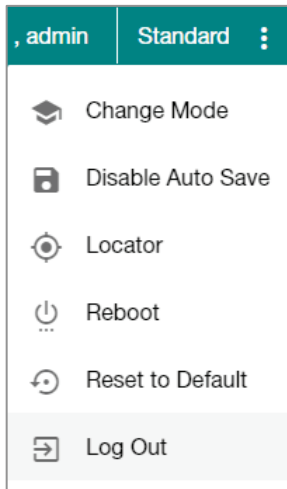 , admin Standard
Change Mode
Disable Auto Save
Locator
Reboot
Reset to Default
Log Out